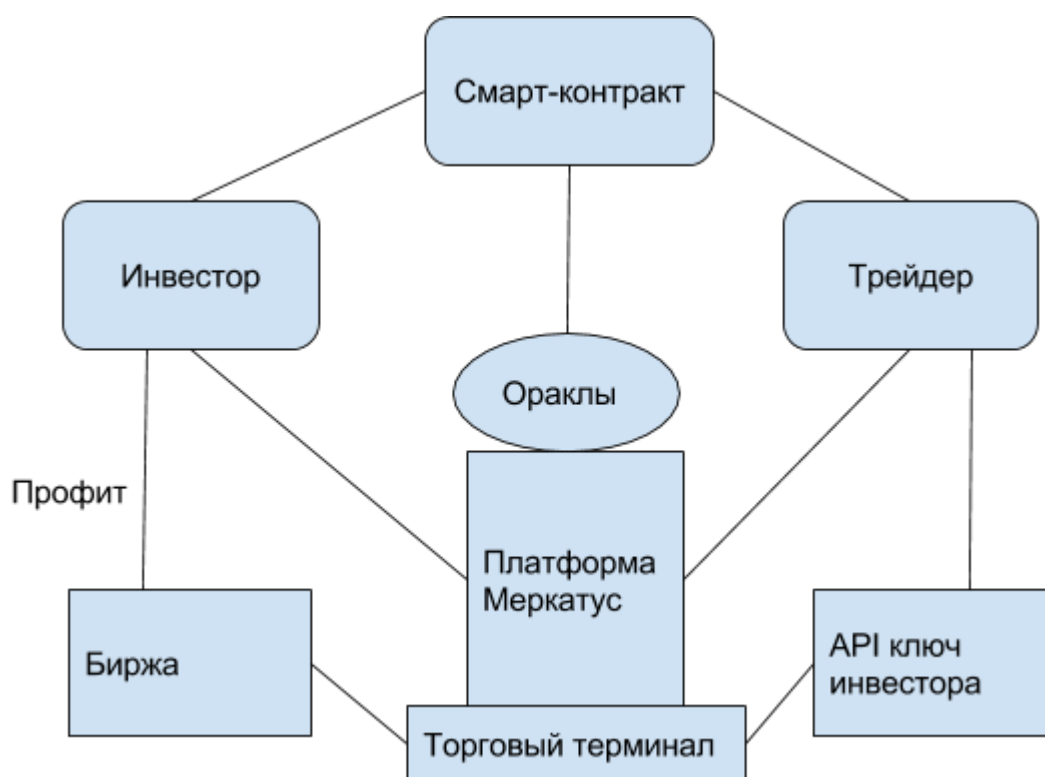 Смарт-контракт
Инвестор
Трейдер
Ораклы
Профит
Платформа
Меркатус
Биржа
API ключ
инвестора
Торговый терминал